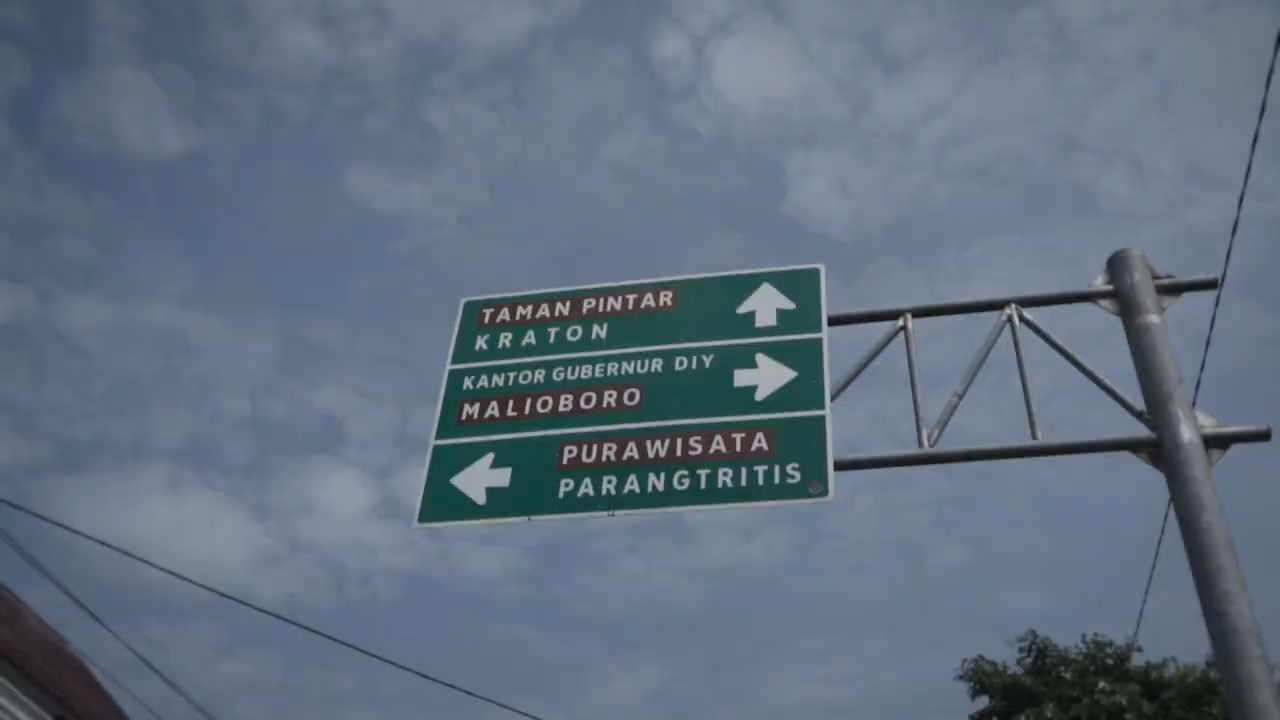 TAMAN PINTAR
KRATON
KANTOR GUBERNUR DIY
MALIOBORO
PURAWISATA
PARANGTRITIS